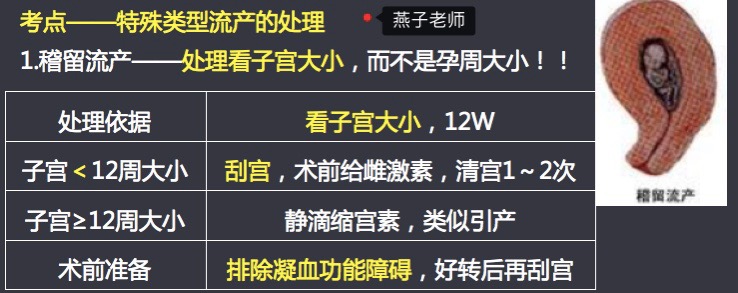 考点——特殊类型流产的处理
燕子老师
1.稽留流产——处理看子宫大小，而不是孕周大小！！
处理依据 看子宫大小，12W
子宫＜12周大小 刮宫，术前给雌激素，清宫1～2次
子宫≥12周大小 静滴缩宫素，类似引产
术前准备 排除凝血功能障碍，好转后再刮宫
稽留流产